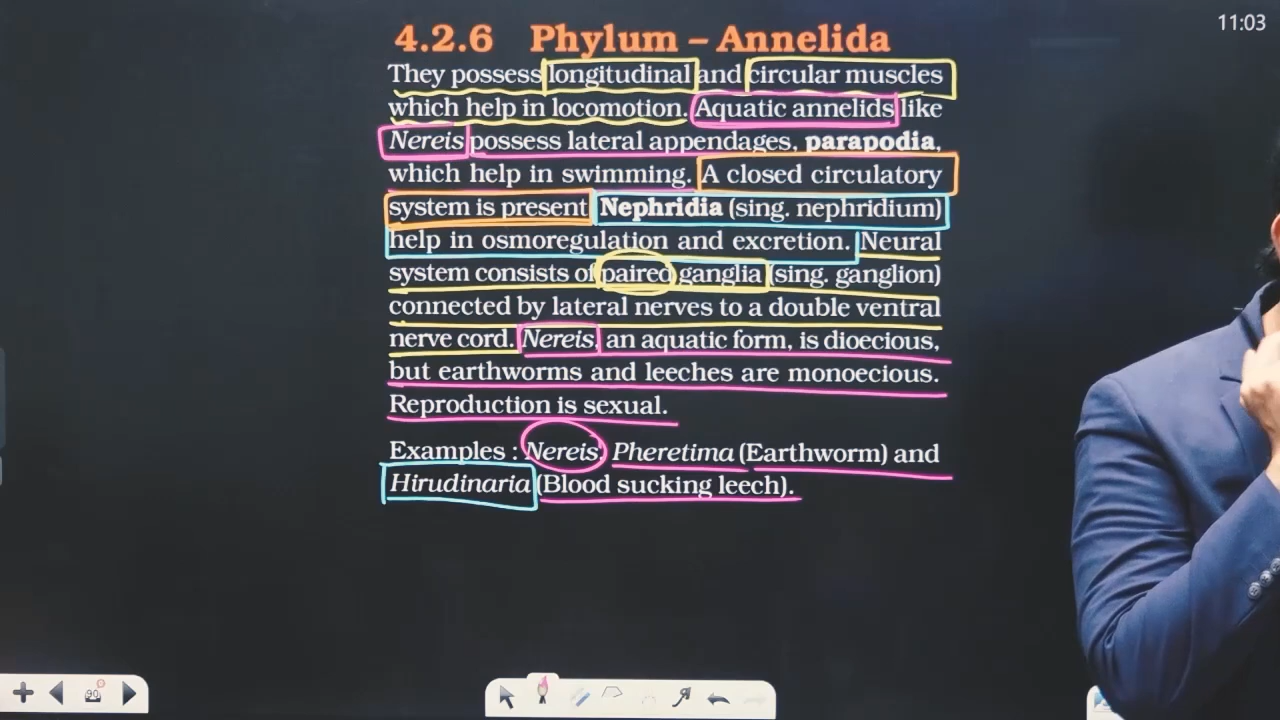 11:03
4.2.6 Phylum – Annelida
They possess longitudinal and circular muscles
which help in locomotion. Aquatic annelids like
Nereis possess lateral appendages, parapodia,
which help in swimming. A closed circulatory
system is present Nephridia (sing. nephridium)
help in osmoregulation and excretion. Neural
system consists of paired ganglia (sing. ganglion)
connected by lateral nerves to a double ventral
nerve cord. Nereis, an aquatic form, is dioecious,
but earthworms and leeches are monoecious.
Reproduction is sexual.
Examples : Nereis, Pheretima (Earthworm) and
Hirudinaria (Blood sucking leech).
90